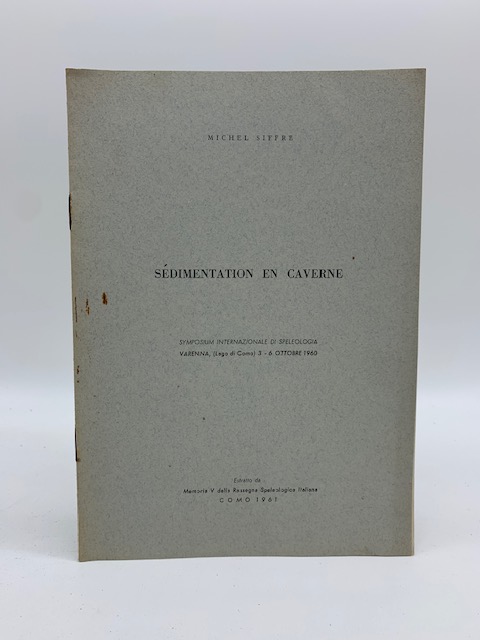 MICHEL SIFFRE
SÉDIMENTATION EN CAVERNE
SYMPOSIUM INTERNAZIONALE DI SPELEOLOGIA
VARENNA, (Lago di Como) 3 - 6 OTTOBRE 1960
Estratto da
Memoria V della Rassegna Speleologica Italiana
COMO 1961